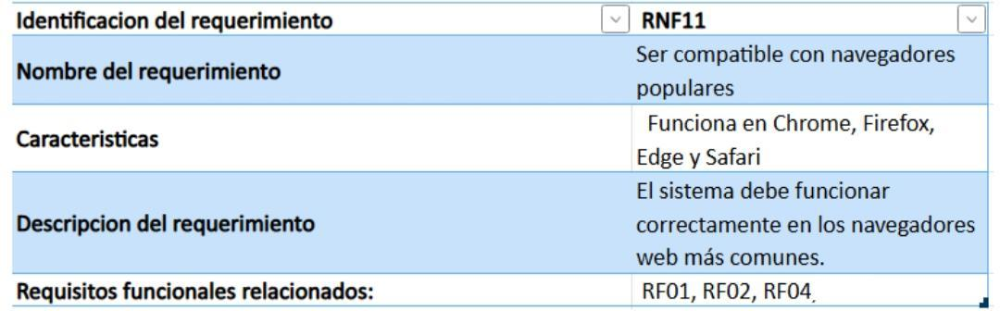 Identificacion del requerimiento RNF11
Nombre del requerimiento
Ser compatible con navegadores
populares
Caracteristicas
Funciona en Chrome, Firefox,
Edge y Safari
Descripcion del requerimiento
El sistema debe funcionar
correctamente en los navegadores
web más comunes.
Requisitos funcionales relacionados: RF01, RF02, RF04,